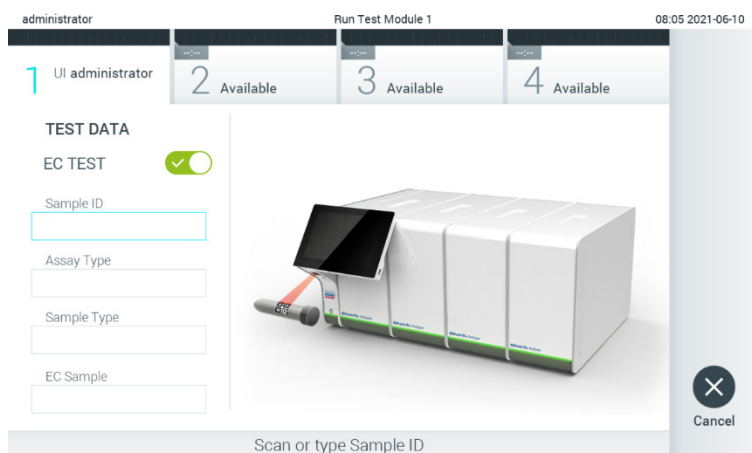 administrator Run Test Module 1 08:05 2021-06-10
--:-- --:-- --:--
1 UI administrator 2 Available 3 Available 4 Available
TEST DATA
EC TEST
Sample ID
Assay Type
Sample Type
EC Sample
Cancel
Scan or type Sample ID